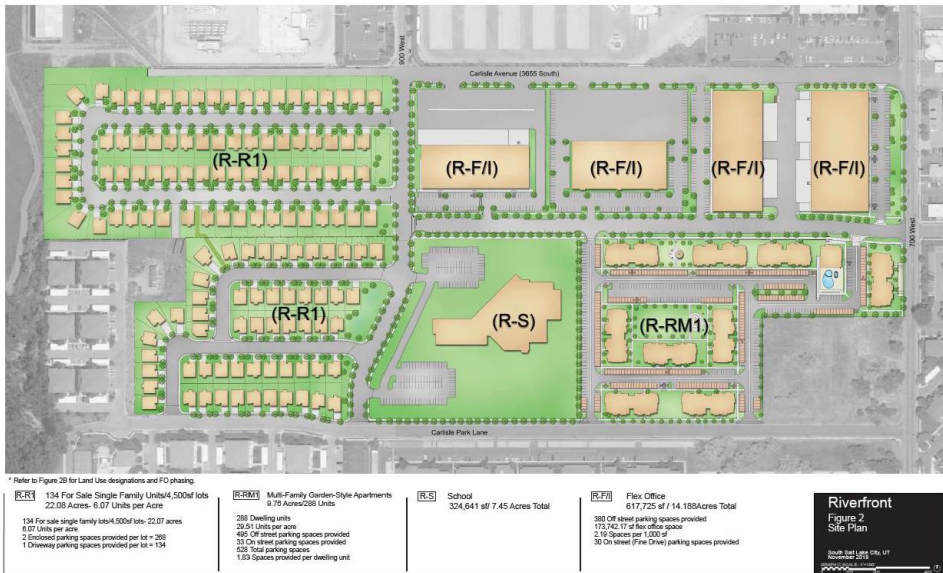 900 West
Carlisle Avenue (3655 South)
(R-R1)
(R-F/I)
(R-F/I)
(R-F/I)
(R-F/I)
700 West
(R-R1)
(R-S)
(R-RM1)
Carlisle Park Lane
* Refer to Figure 2B for Land Use designations and FO phasing.
R-R1 134 For Sale Single Family Units/4,500sf lots
22.08 Acres- 6.07 Units per Acre
134 For sale single family lots/4,500sf lots- 22.07 acres
6.07 Units per acre
2 Enclosed parking spaces provided per lot = 268
1 Driveway parking spaces provided per lot = 134
R-RM1 Multi-Family Garden-Style Apartments
9.76 Acres/288 Units
288 Dwelling units
29.51 Units per acre
495 Off street parking spaces provided
33 On street parking spaces provided
528 Total parking spaces
1.83 Spaces provided per dwelling unit
R-S School
324,641 sf/ 7.45 Acres Total
R-F/I Flex Office
617,725 sf/ 14.188Acres Total
380 Off street parking spaces provided
173,742.17 sf flex office space
2.19 Spaces per 1,000 sf
30 On street (Fine Drive) parking spaces provided
Riverfront
Figure 2
Site Plan
South Salt Lake City, UT